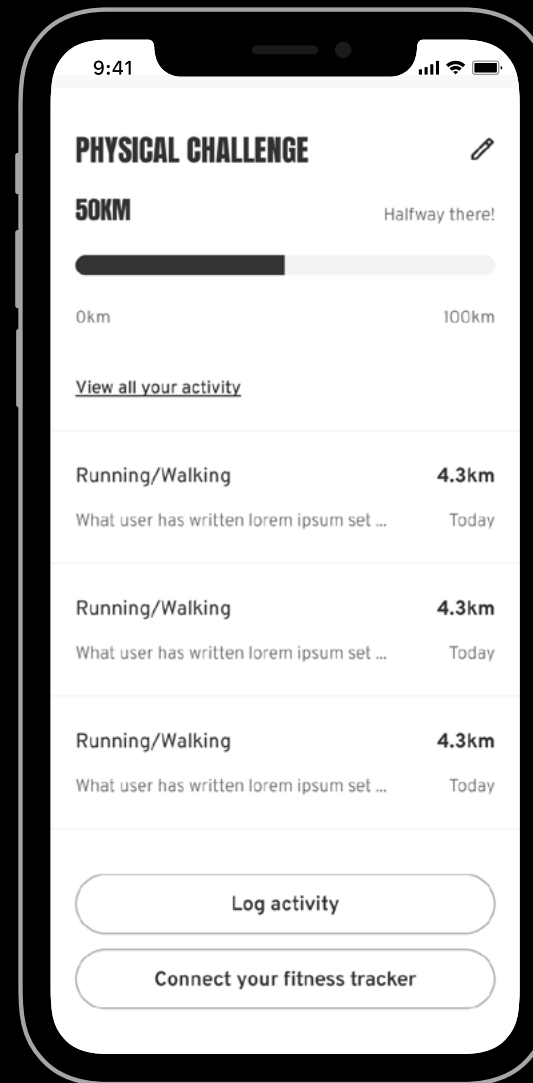 9:41
PHYSICAL CHALLENGE
50KM
Halfway there!
0km
100km
View all your activity
Running/Walking
4.3km
What user has written lorem ipsum set ...
Today
Running/Walking
4.3km
What user has written lorem ipsum set ...
Today
Running/Walking
4.3km
What user has written lorem ipsum set ...
Today
Log activity
Connect your fitness tracker